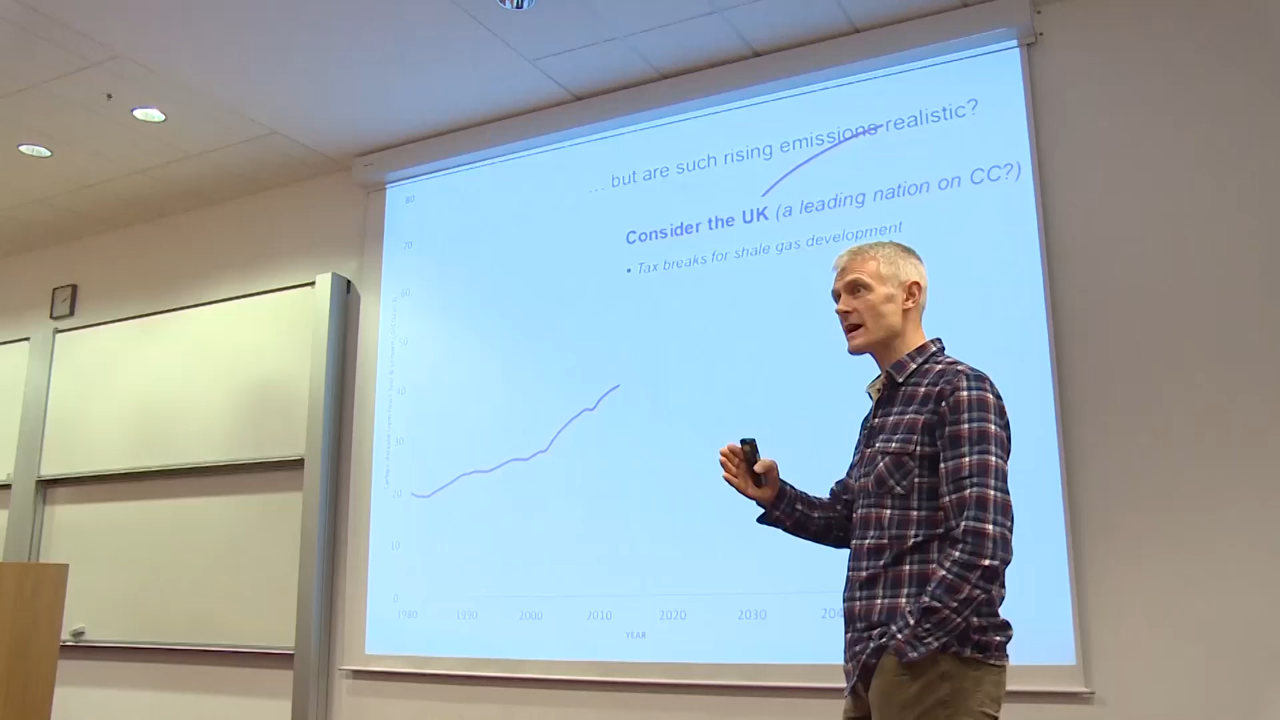 ... but are such rising emissions realistic?
Consider the UK (a leading nation on CC?)
• Tax breaks for shale gas development
80
70
60
50
40
30
20
10
0
1980 1990 2000 2010 2020 2030
YEAR